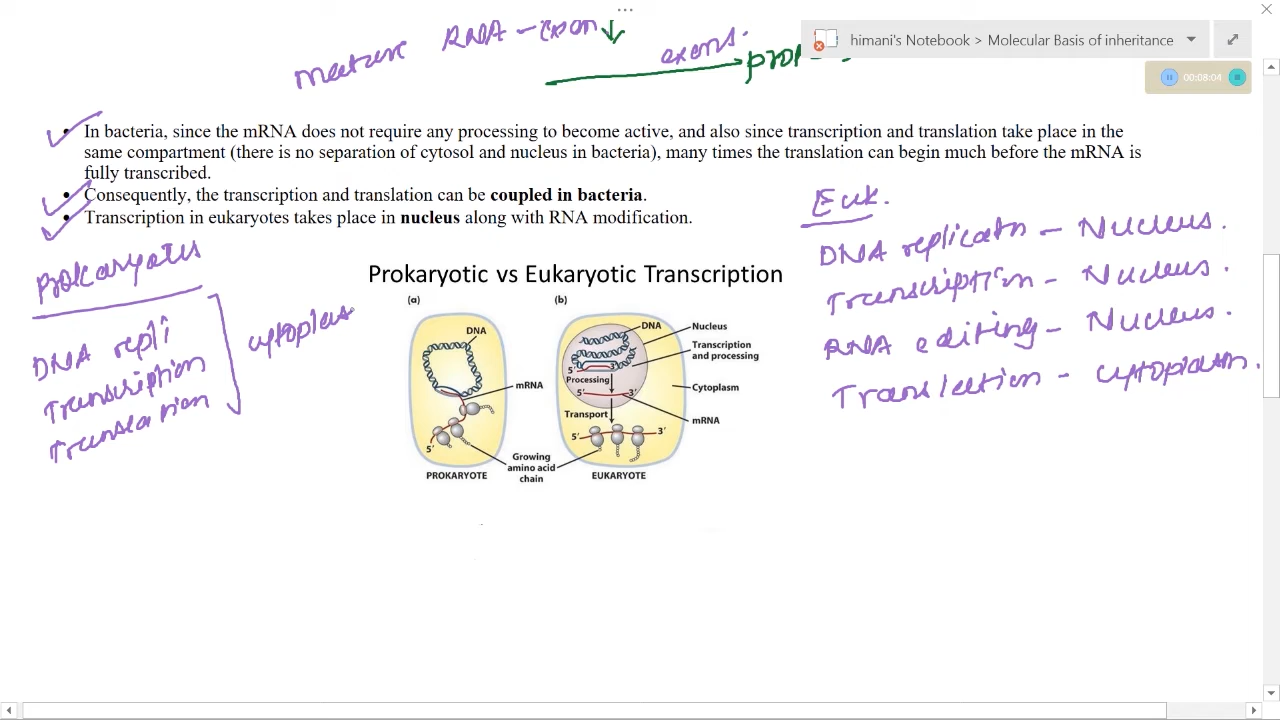 himani's Notebook > Molecular Basis of inheritance
00:08:04
mature RNA - exon
exons.
• In bacteria, since the mRNA does not require any processing to become active, and also since transcription and translation take place in the
same compartment (there is no separation of cytosol and nucleus in bacteria), many times the translation can begin much before the mRNA is
fully transcribed.
• Consequently, the transcription and translation can be coupled in bacteria.
• Transcription in eukaryotes takes place in nucleus along with RNA modification.
Prokaryotes
DNA repli
Transcription
Translation
Prokaryotic vs Eukaryotic Transcription
(a)
DNA
mRNA
5'
Growing
amino acid
chain
PROKARYOTE
(b)
DNA
Nucleus
Transcription
and processing
5'
3'
Processing
5'
3'
Cytoplasm
Transport
mRNA
5'
3'
EUKARYOTE
Euk.
DNA replicatn - Nucleus.
Transcription - Nucleus.
RNA editing - Nucleus.
Translation - cytoplasm.